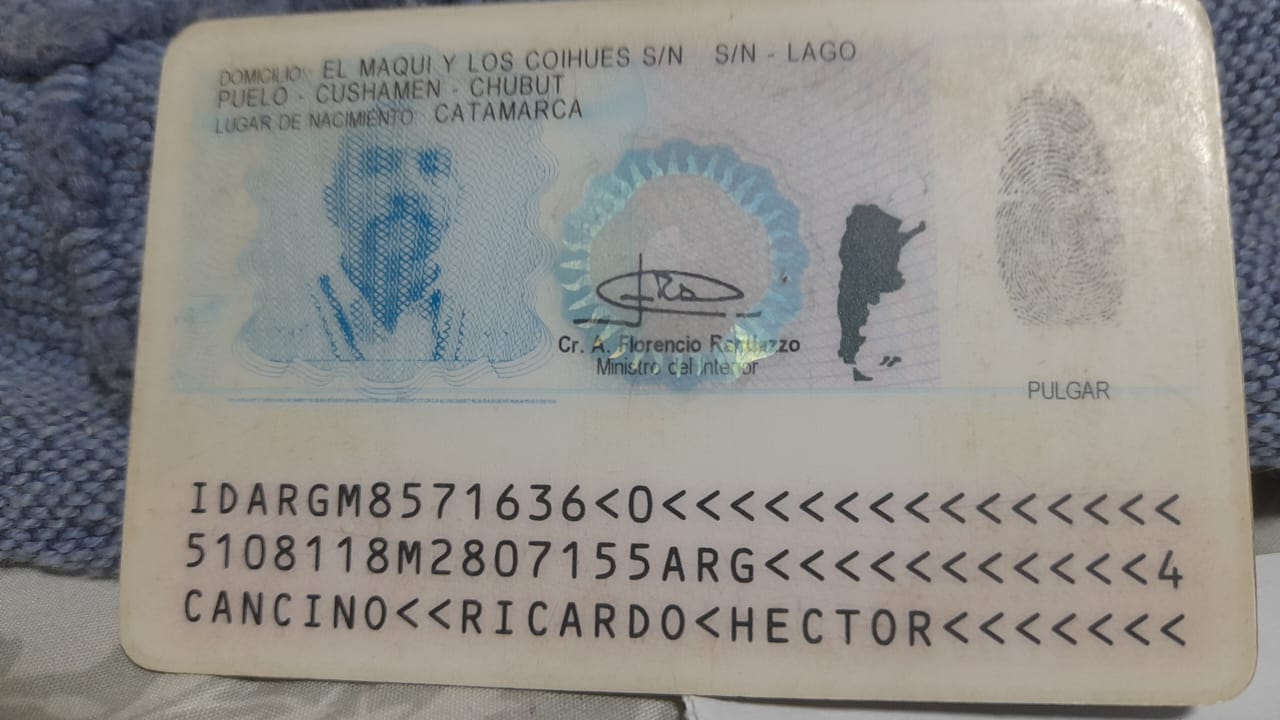 DOMICILIO: EL MAQUI Y LOS COIHUES S/N S/N - LAGO
PUELO - CUSHAMEN - CHUBUT
LUGAR DE NACIMIENTO: CATAMARCA
Cr. A. Florencio Randazzo
Ministro del Interior
PULGAR
IDARGM8571636<0<<<<<<<<<<<<<<<
5108118M2807155ARG<<<<<<<<<<<4
CANCINO<<RICARDO<HECTOR<<<<<<<